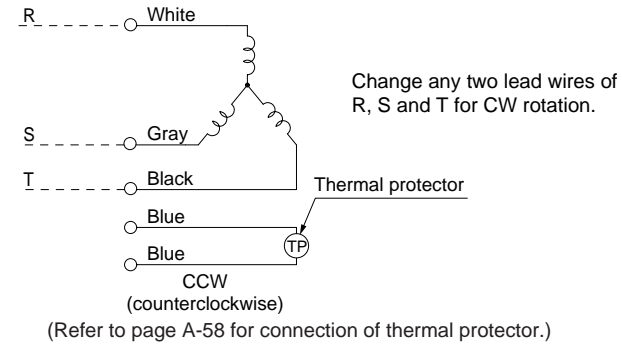 R
White
Change any two lead wires of
R, S and T for CW rotation.
S
Gray
T
Black
Thermal protector
Blue
TP
Blue
CCW
(counterclockwise)
(Refer to page A-58 for connection of thermal protector.)